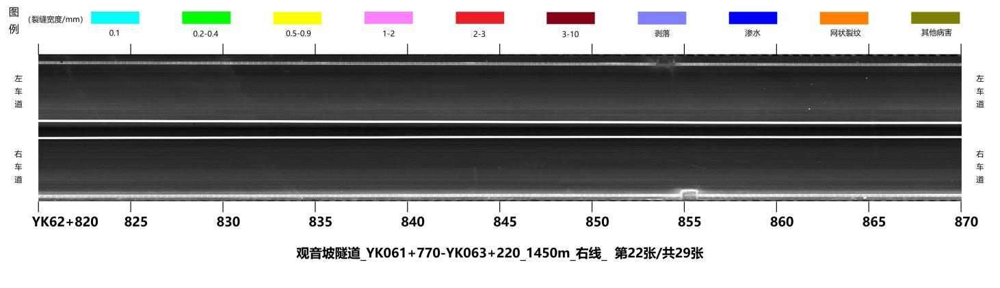 图例 (裂缝宽度/mm)
0.1 0.2-0.4 0.5-0.9 1-2 2-3 3-10 剥落 渗水 网状裂纹 其他病害
左车道 左车道
右车道 右车道
YK62+820 825 830 835 840 845 850 855 860 865 870
观音坡隧道_YK061+770-YK063+220_1450m_右线_ 第22张/共29张